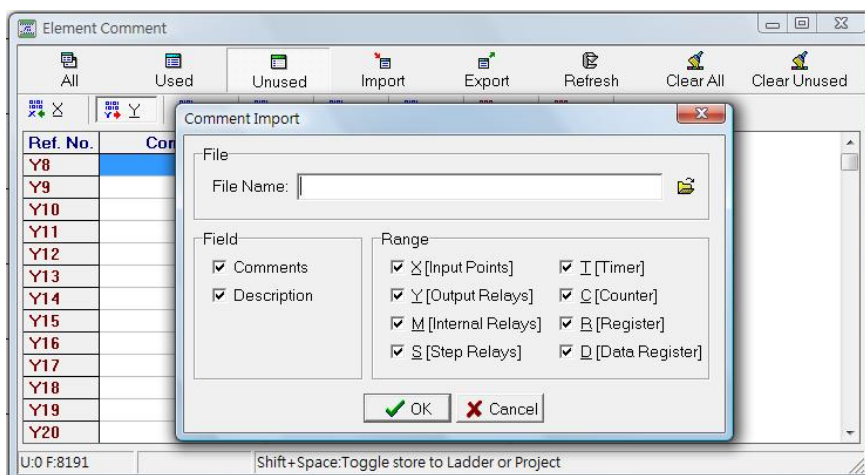 Element Comment
All Used Unused Import Export Refresh Clear All Clear Unused
X Y
Comment Import
Ref. No. Com
File
Y8
File Name:
Y9
Y10
Y11
Field Range
Y12
Comments X [Input Points] T [Timer]
Y13
Description Y [Output Relays] C [Counter]
Y14
M [Internal Relays] R [Register]
Y15
Y16
S [Step Relays] D [Data Register]
Y17
Y18
OK Cancel
Y19
Y20
U:0 F:8191 Shift+Space:Toggle store to Ladder or Project